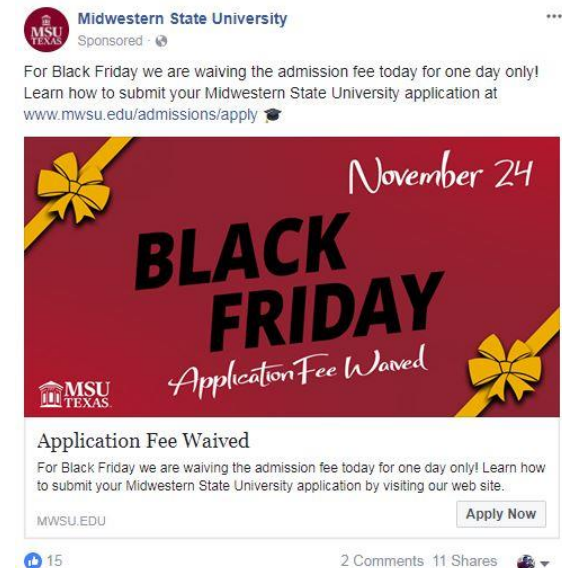 MSU
TEXAS
Midwestern State University
Sponsored ·
For Black Friday we are waiving the admission fee today for one day only!
Learn how to submit your Midwestern State University application at
www.mwsu.edu/admissions/apply
November 24
BLACK
FRIDAY
Application Fee Waived
MSU
TEXAS
Application Fee Waived
For Black Friday we are waiving the admission fee today for one day only! Learn how
to submit your Midwestern State University application by visiting our web site.
MWSU.EDU
Apply Now
15
2 Comments 11 Shares